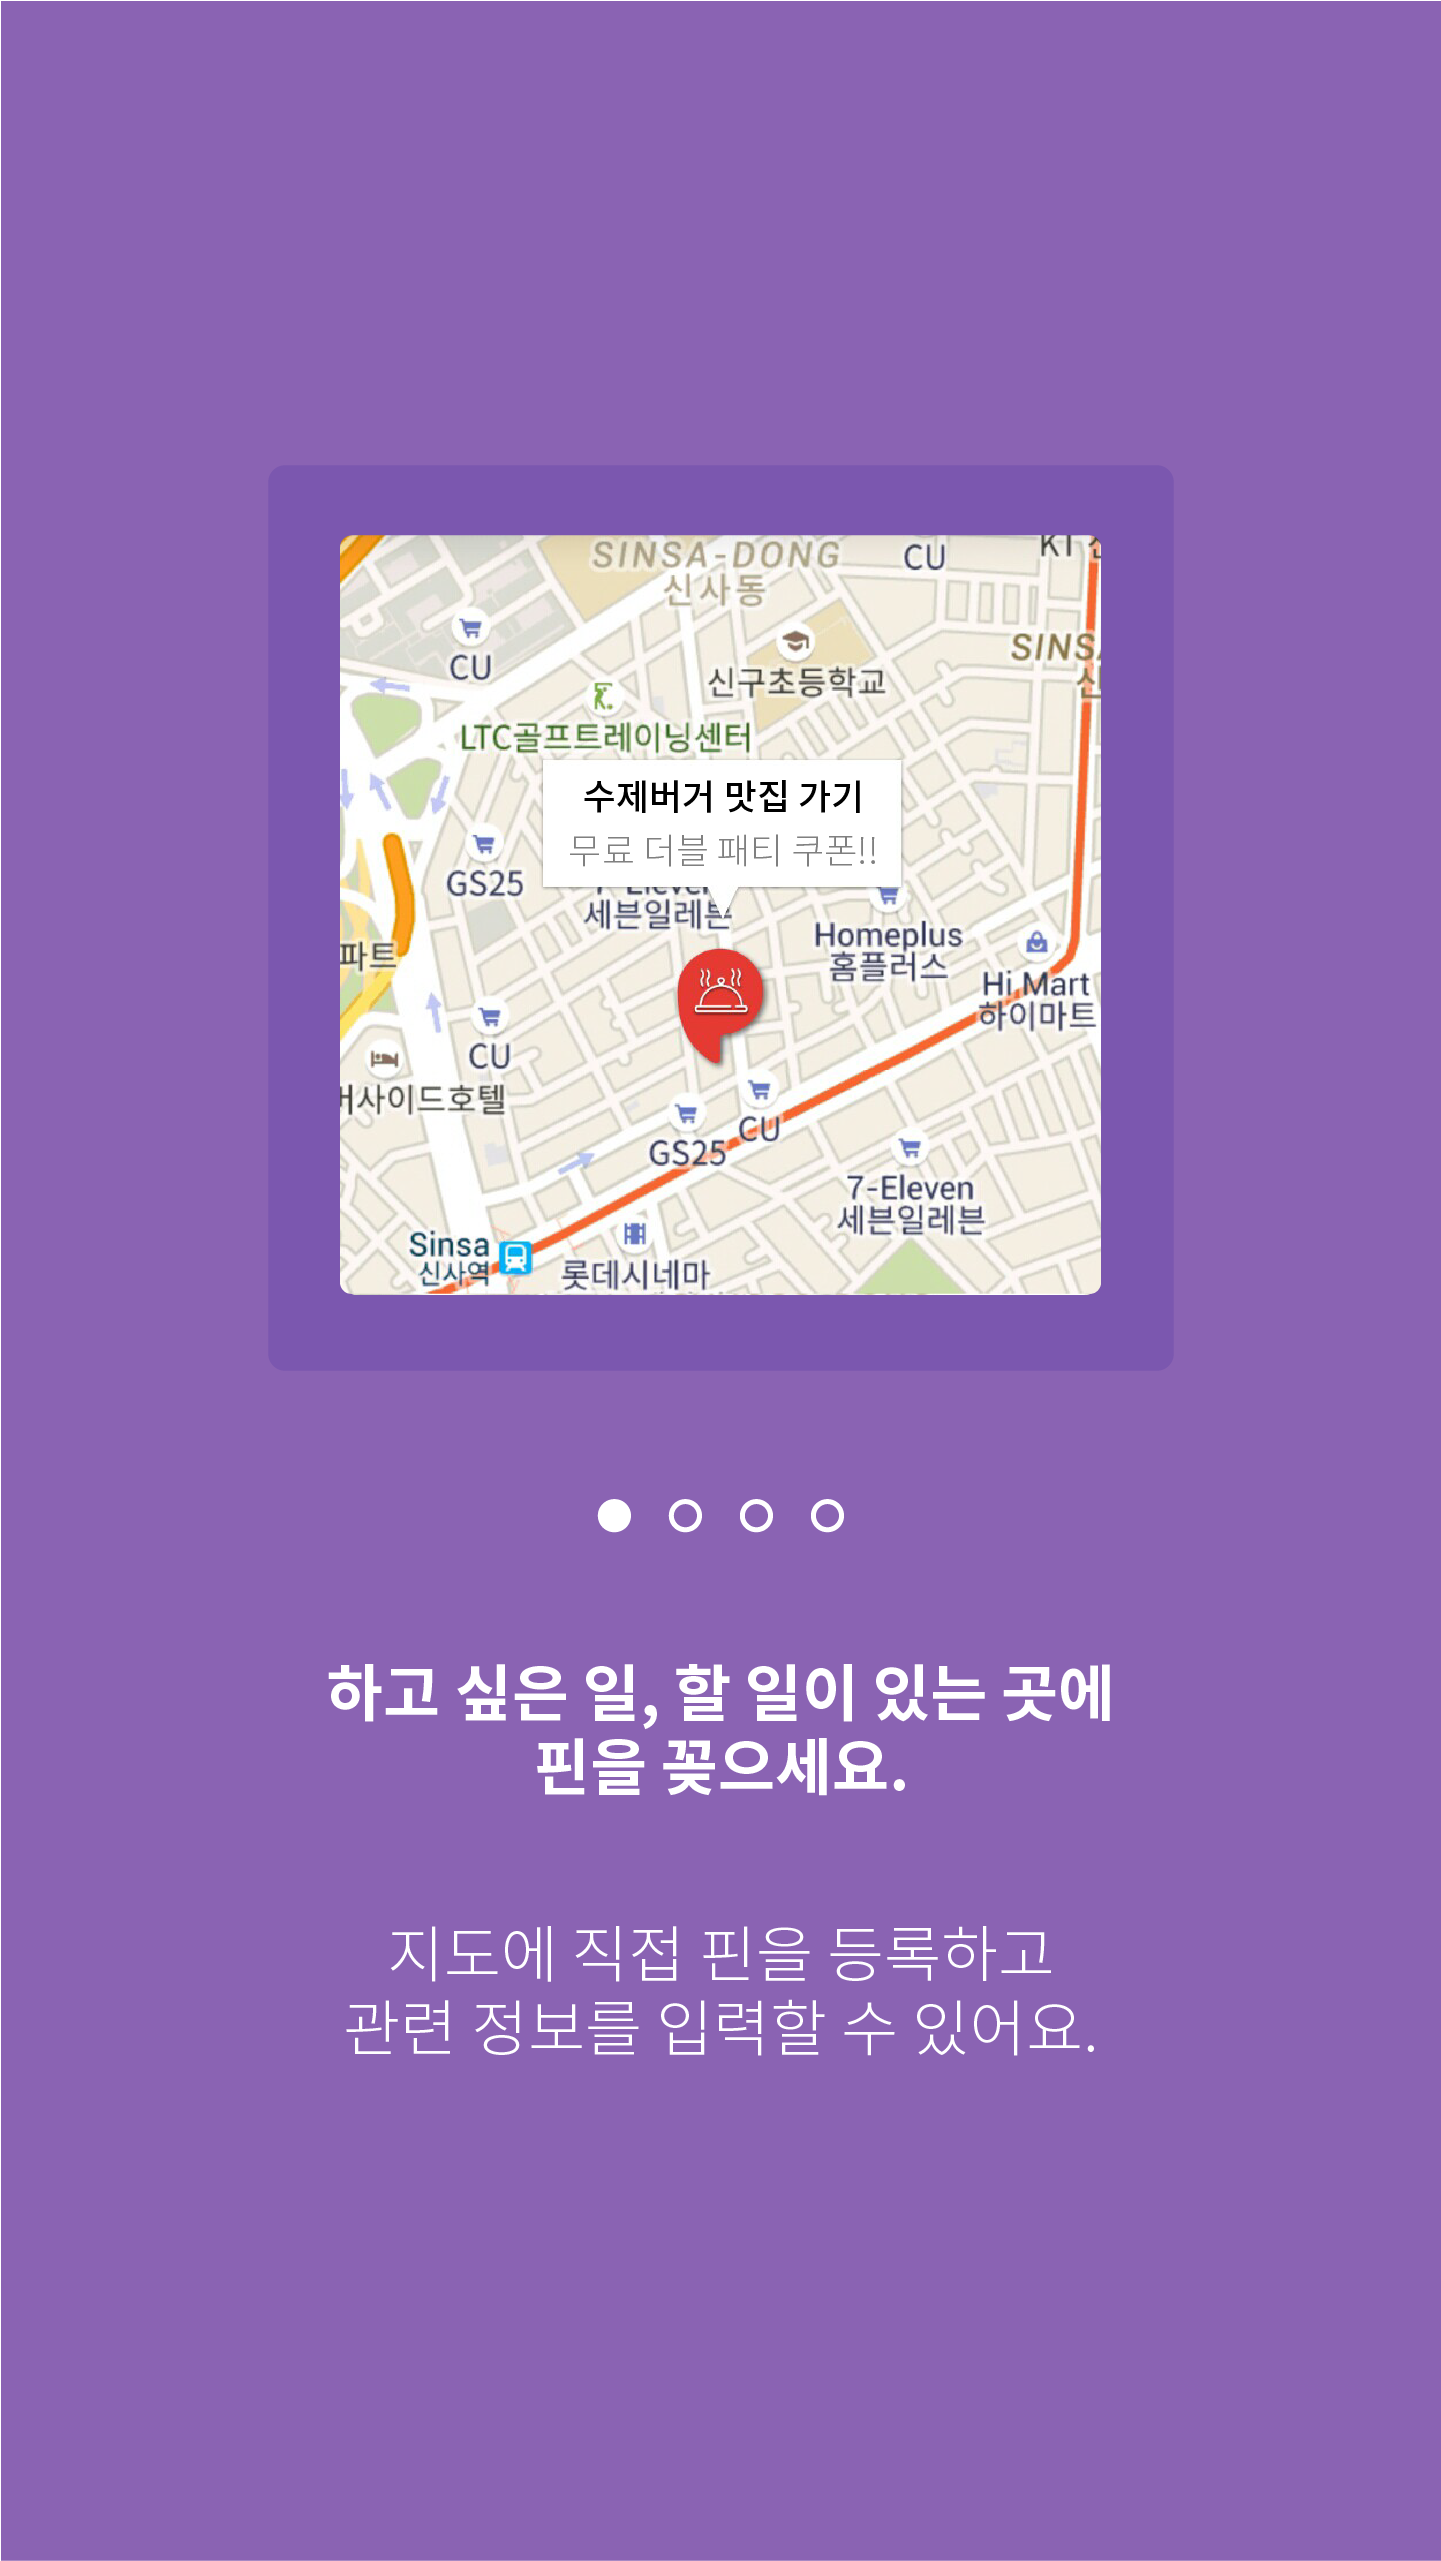 SINSA-DONG
신사동
CU
KT
CU
신구초등학교
SINSA
신
LTC골프트레이닝센터
수제버거 맛집 가기
무료 더블 패티 쿠폰!!
GS25
7-Eleven
세븐일레븐
Homeplus
홈플러스
파트
Hi Mart
하이마트
CU
버사이드호텔
CU
GS25
7-Eleven
세븐일레븐
Sinsa
신사역
롯데시네마
하고 싶은 일, 할 일이 있는 곳에
핀을 꽂으세요.
지도에 직접 핀을 등록하고
관련 정보를 입력할 수 있어요.